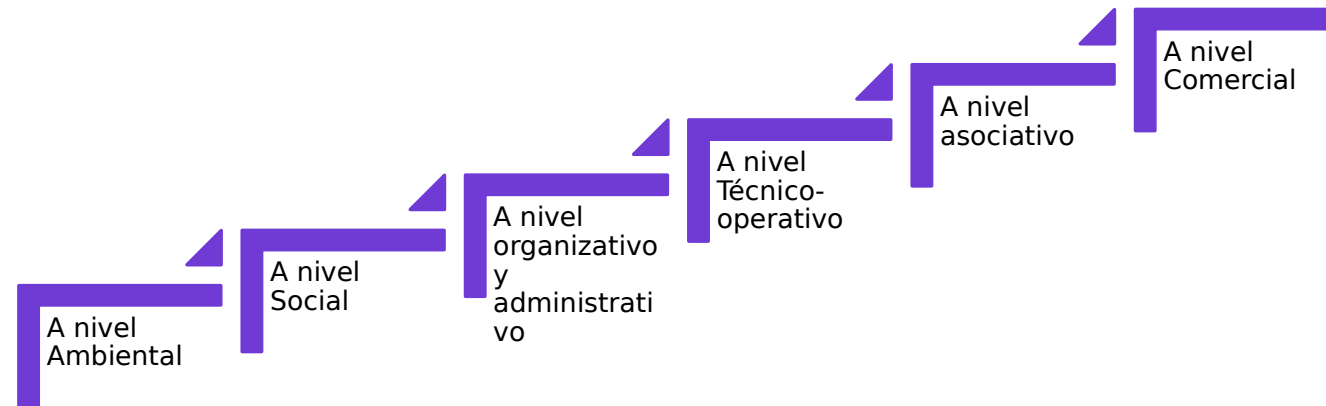 A nivel
Ambiental
A nivel
Social
A nivel
organizativo
y
administrati
vo
A nivel
Técnico-
operativo
A nivel
asociativo
A nivel
Comercial